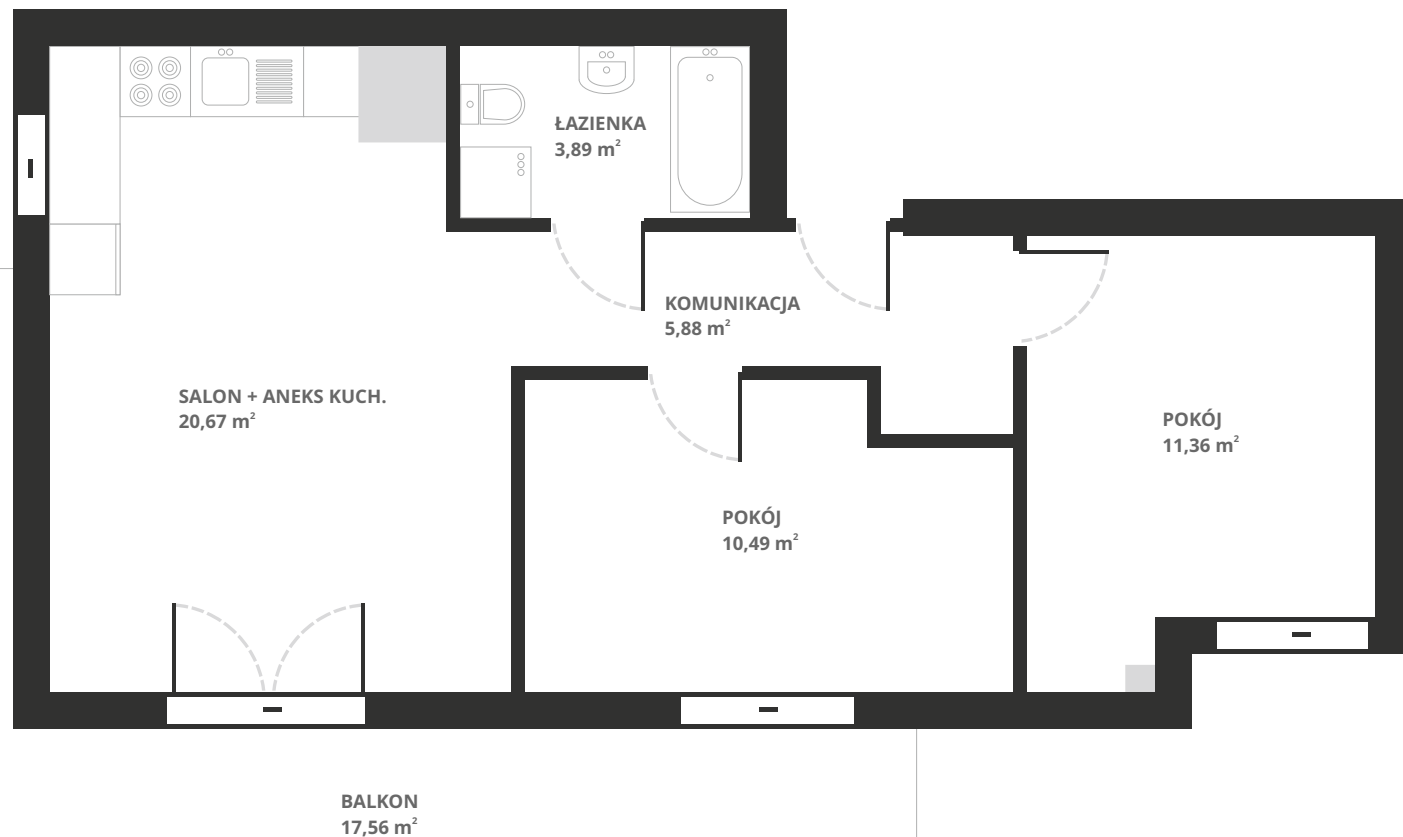 ŁAZIENKA
3,89 m²
KOMUNIKACJA
5,88 m²
SALON + ANEKS KUCH.
20,67 m²
POKÓJ
11,36 m²
POKÓJ
10,49 m²
BALKON
17,56 m²